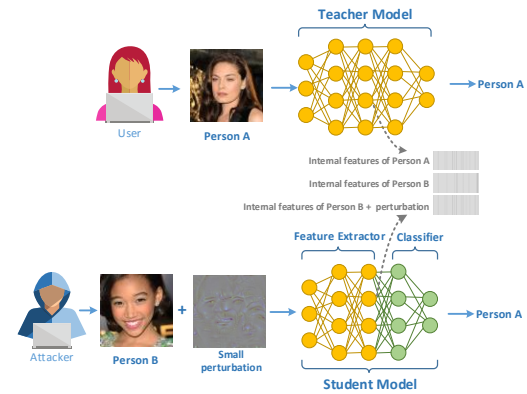 Teacher Model
User
Person A
Person A
Internal features of Person A
Internal features of Person B
Internal features of Person B + perturbation
Feature Extractor
Classifier
Attacker
Person B
+
Small
perturbation
Person A
Student Model